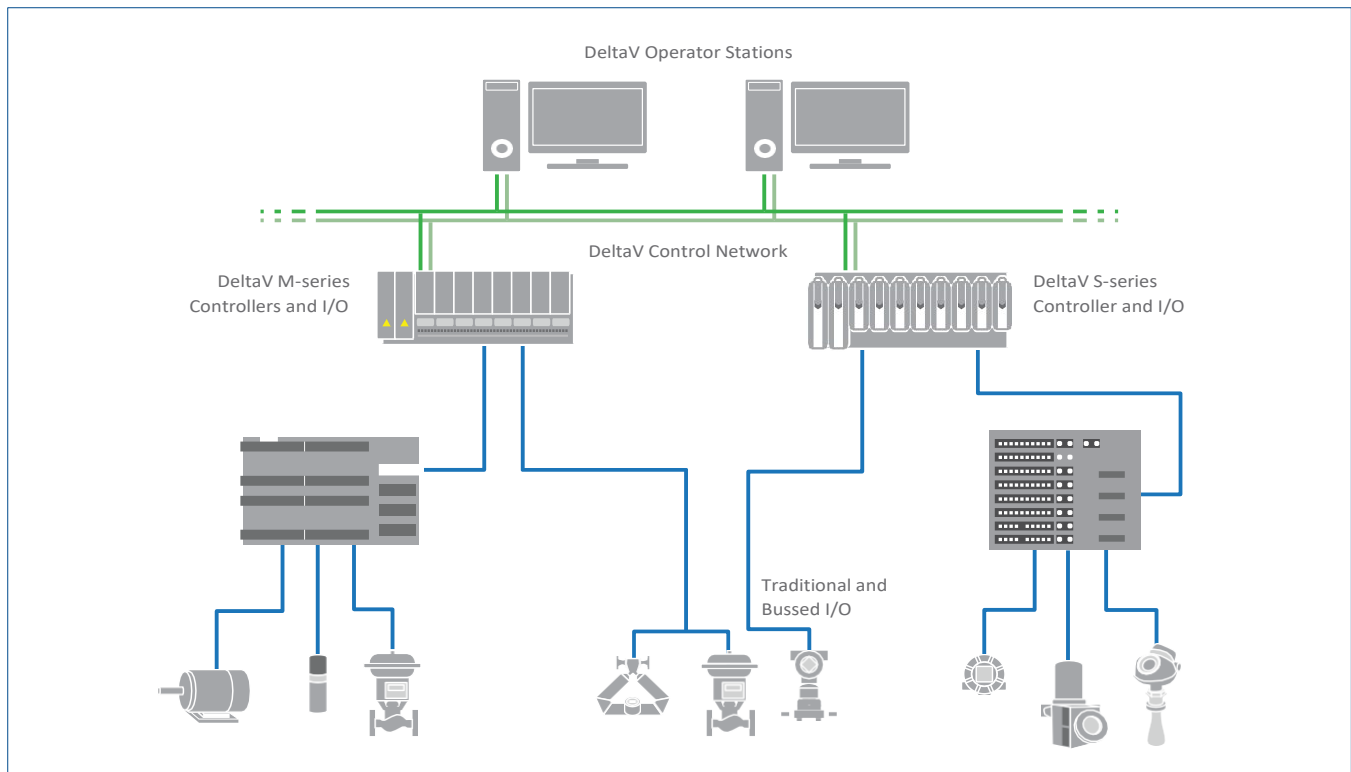 DeltaV Operator Stations
DeltaV Control Network
DeltaV M-series
Controllers and I/O
DeltaV S-series
Controller and I/O
Traditional and
Bussed I/O